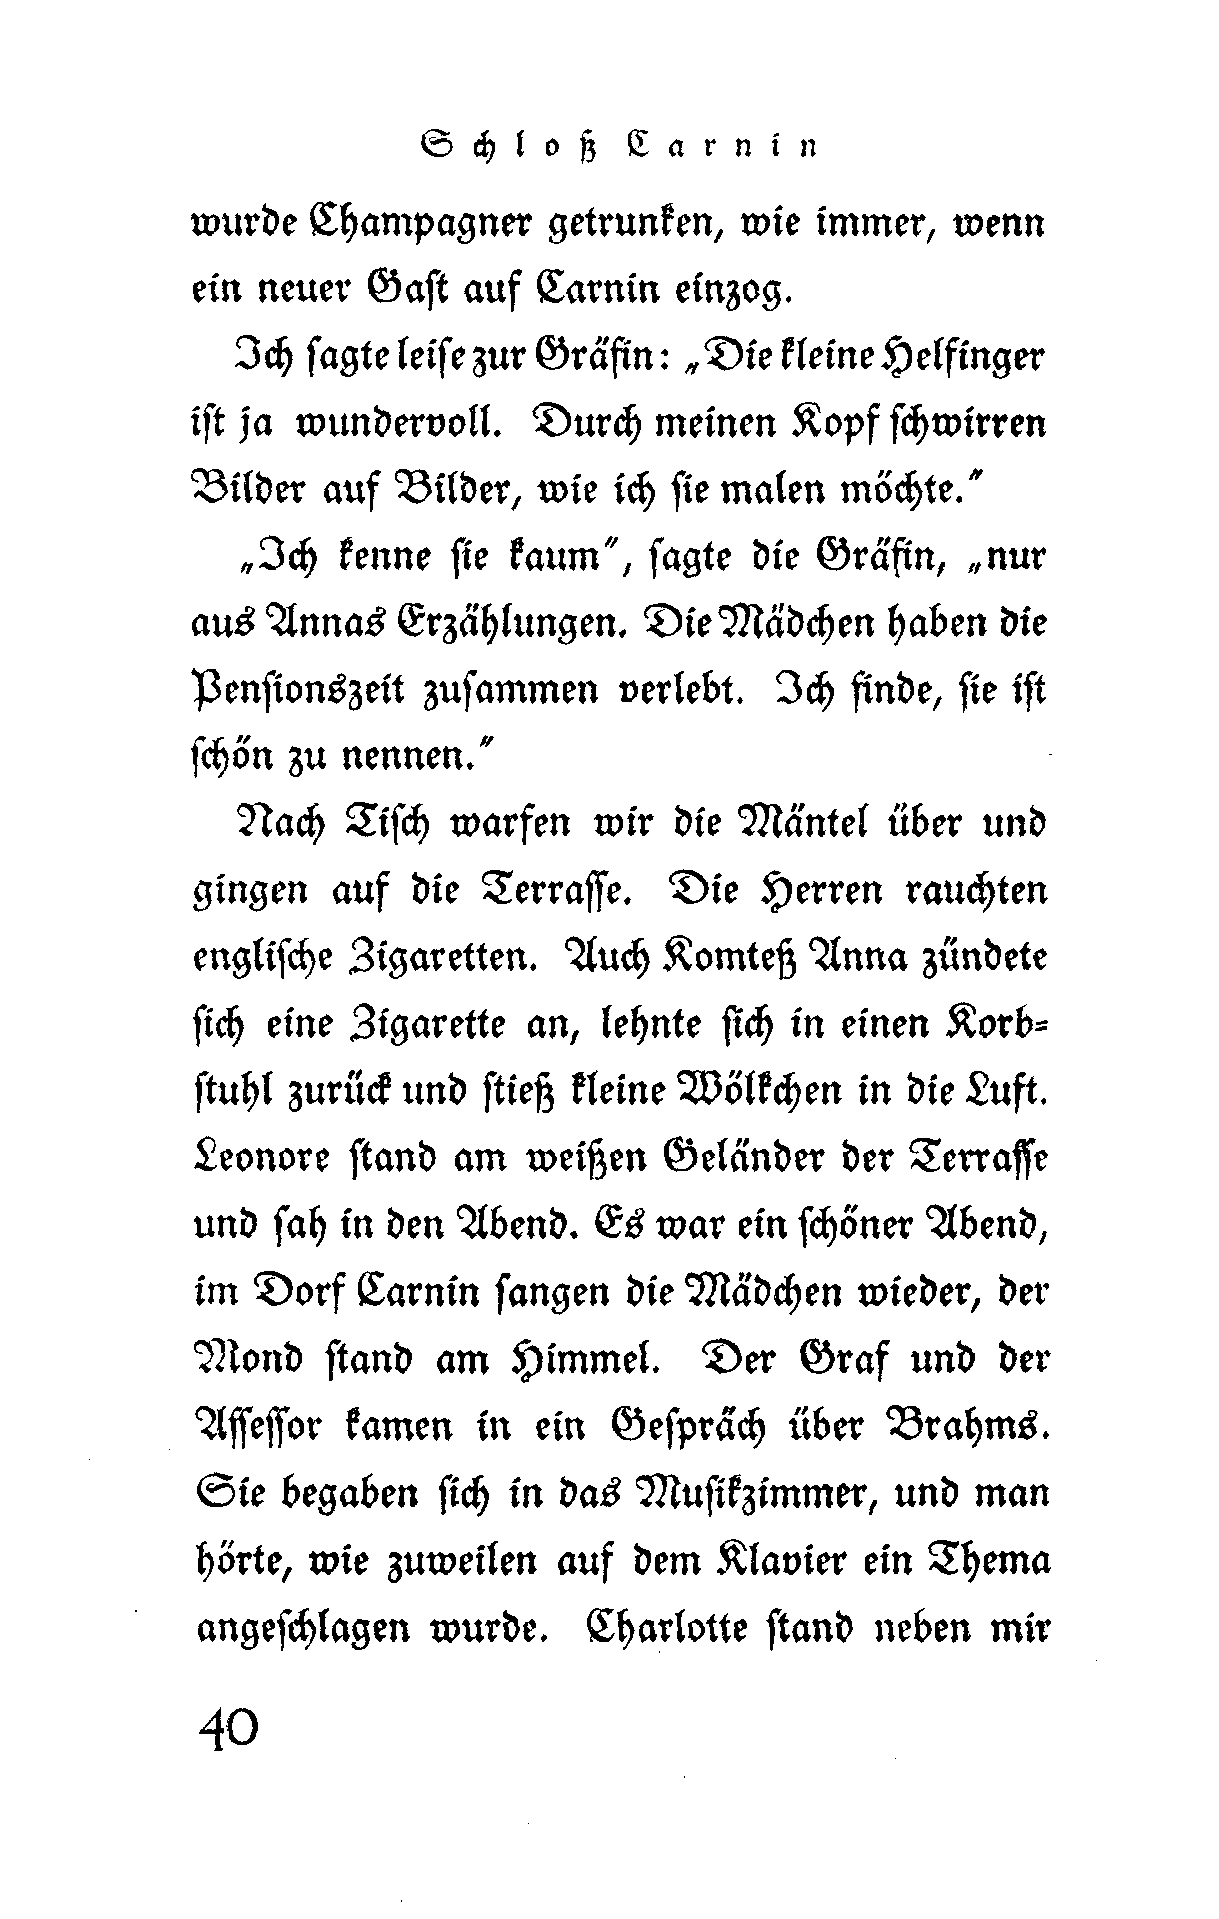 Schloß Carnin
wurde Champagner getrunken, wie immer, wenn
ein neuer Gast auf Carnin einzog.
Ich sagte leise zur Gräfin: „Die kleine Helfinger
ist ja wundervoll. Durch meinen Kopf schwirren
Bilder auf Bilder, wie ich sie malen möchte.“
„Ich kenne sie kaum“, sagte die Gräfin, „nur
aus Annas Erzählungen. Die Mädchen haben die
Pensionszeit zusammen verlebt. Ich finde, sie ist
schön zu nennen.“
Nach Tisch warfen wir die Mäntel über und
gingen auf die Terrasse. Die Herren rauchten
englische Zigaretten. Auch Komteß Anna zündete
sich eine Zigarette an, lehnte sich in einen Korb-
stuhl zurück und stieß kleine Wölkchen in die Luft.
Leonore stand am weißen Geländer der Terrasse
und sah in den Abend. Es war ein schöner Abend,
im Dorf Carnin sangen die Mädchen wieder, der
Mond stand am Himmel. Der Graf und der
Assessor kamen in ein Gespräch über Brahms.
Sie begaben sich in das Musikzimmer, und man
hörte, wie zuweilen auf dem Klavier ein Thema
angeschlagen wurde. Charlotte stand neben mir
40